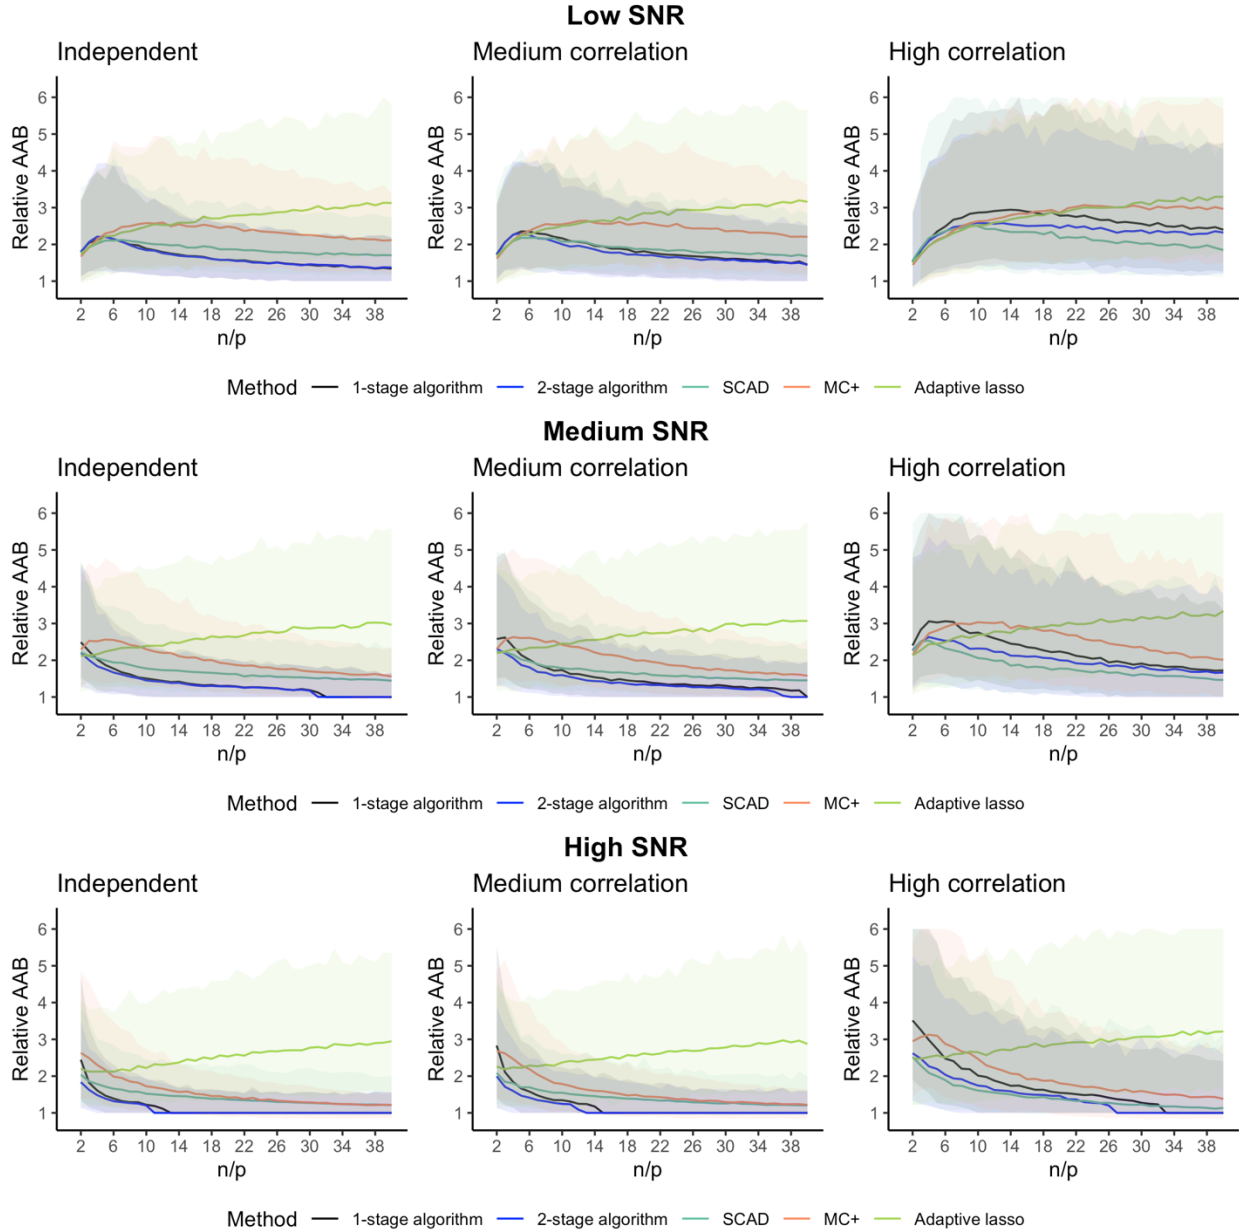 Low SNR
Independent Medium correlation High correlation
Relative AAB Relative AAB Relative AAB
6 6 6
5 5 5
4 4 4
3 3 3
2 2 2
1 1 1
2 6 10 14 18 22 26 30 34 38 2 6 10 14 18 22 26 30 34 38 2 6 10 14 18 22 26 30 34 38
n/p n/p n/p
Method 1-stage algorithm 2-stage algorithm SCAD MC+ Adaptive lasso
Medium SNR
Independent Medium correlation High correlation
Relative AAB Relative AAB Relative AAB
6 6 6
5 5 5
4 4 4
3 3 3
2 2 2
1 1 1
2 6 10 14 18 22 26 30 34 38 2 6 10 14 18 22 26 30 34 38 2 6 10 14 18 22 26 30 34 38
n/p n/p n/p
Method 1-stage algorithm 2-stage algorithm SCAD MC+ Adaptive lasso
High SNR
Independent Medium correlation High correlation
Relative AAB Relative AAB Relative AAB
6 6 6
5 5 5
4 4 4
3 3 3
2 2 2
1 1 1
2 6 10 14 18 22 26 30 34 38 2 6 10 14 18 22 26 30 34 38 2 6 10 14 18 22 26 30 34 38
n/p n/p n/p
Method 1-stage algorithm 2-stage algorithm SCAD MC+ Adaptive lasso